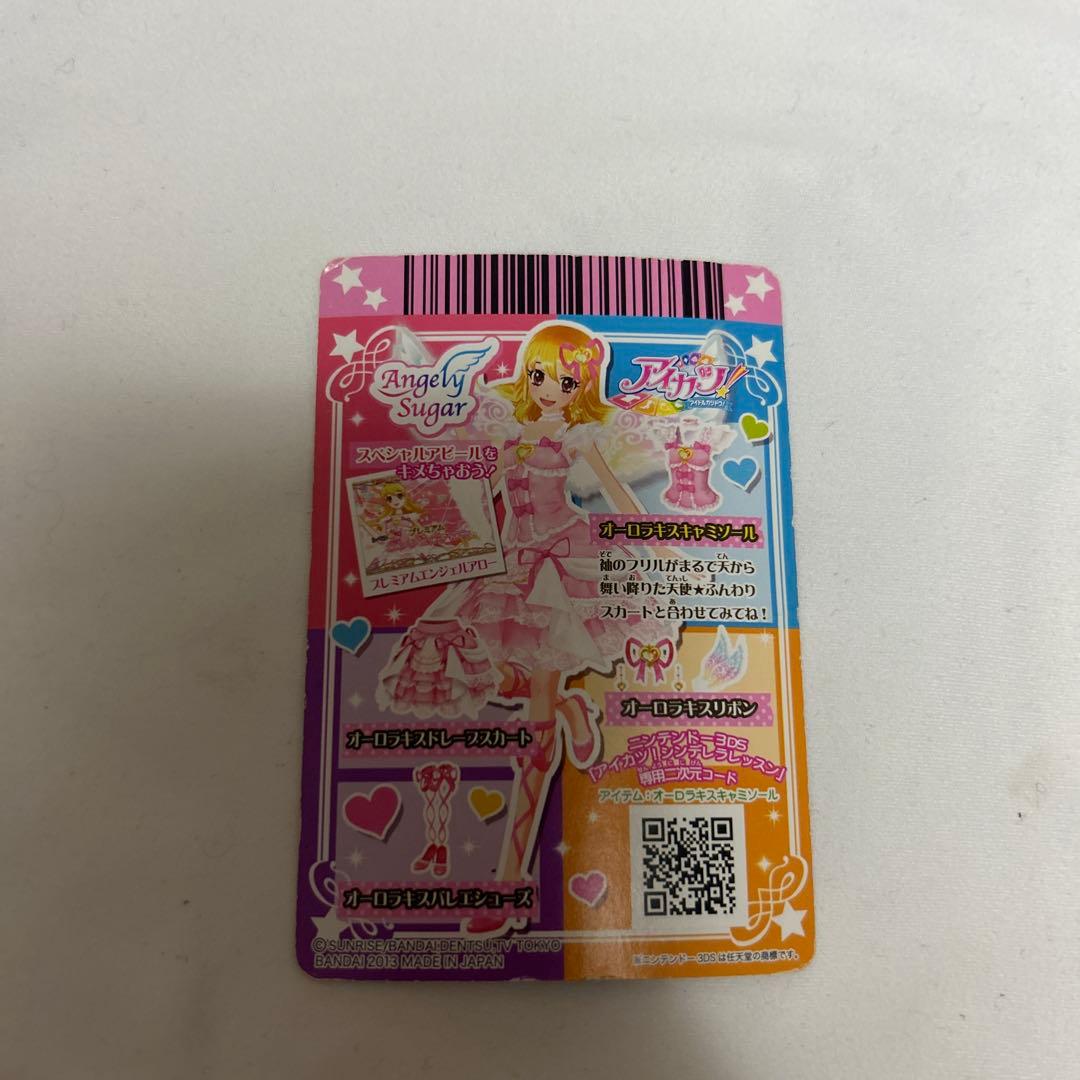 Angely
Sugar
アイカツ!
アイドルカツドウ!
スペシャルアピールを
キメちゃおう!
プレミアム
プレミアムエンジェルアロー
オーロラキスキャミソール
袖のフリルがまるで天から
舞い降りた天使★ふんわり
スカートと合わせてみてね!
オーロラキスリボン
オーロラキスドレープスカート
ニンテンドー3DS
「アイカツ!シンデレラレッスン」
専用二次元コード
アイテム:オーロラキスキャミソール
オーロラキスバレエシューズ
©SUNRISE/BANDAI,DENTSU,TV TOKYO
BANDAI 2013 MADE IN JAPAN
※ニンテンドー3DSは任天堂の商標です。